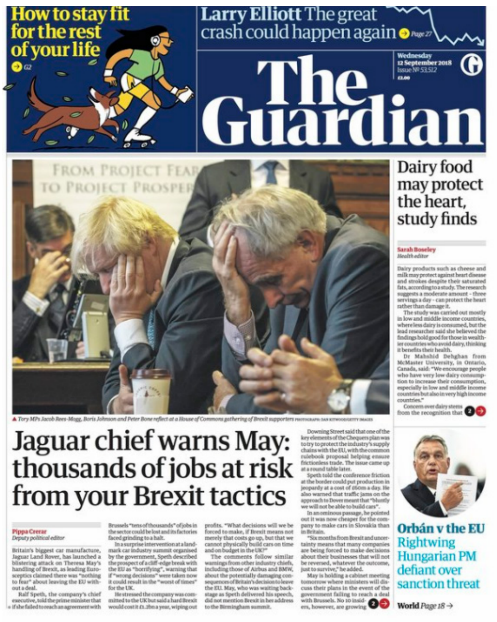 How to stay fit
for the rest
of your life
G2
Larry Elliott The great
crash could happen again Page 27
Wednesday
12 September 2018
Issue № 53,512
£2.00
The
Guardian
FROM PROJECT FEAR
TO PROJECT PROSPER
Dairy food
may protect
the heart,
study finds
Sarah Boseley
Health editor
Dairy products such as cheese and
milk may protect against heart disease
and strokes despite their saturated
fats, according to a study. The research
suggests a moderate amount - three
servings a day - can protect the heart
rather than damage it.
The study was carried out mostly
in low and middle income countries,
where less dairy is consumed, but the
lead researcher said she believed the
findings hold good for those in wealth-
ier countries who avoid dairy, thinking
it benefits their health.
Dr Mahshid Dehghan from
McMaster University, in Ontario,
Canada, said: “We encourage people
who have very low dairy consump-
tion to increase their consumption,
especially in low and middle income
countries but also in very high income
countries.”
Concern over dairy stems
from the recognition that 2
▲ Tory MPs Jacob Rees-Mogg, Boris Johnson and Peter Bone reflect at a House of Commons gathering of Brexit supporters
Jaguar chief warns May:
thousands of jobs at risk
from your Brexit tactics
Pippa Crerar
Deputy political editor
Britain’s biggest car manufacturer,
Jaguar Land Rover, has launched a
blistering attack on Theresa May’s
handling of Brexit, as leading Euro-
sceptics claimed there was “nothing
to fear” about leaving the EU with-
out a deal.
Ralf Speth, the company’s chief
executive, told the prime minister that
if she failed to reach an agreement with
Brussels “tens of thousands” of jobs in
the sector could be lost and its factories
faced grinding to a halt.
In a surprise intervention at a land-
mark car industry summit organised
by the government, Speth described
the prospect of a cliff-edge break with
the EU as “horrifying”, warning that
if “wrong decisions” were taken now
it could result in the “worst of times”
for the UK.
He stressed the company was com-
mitted to the UK but said a hard Brexit
would cost it £1.2bn a year, wiping out
profits. “What decisions will we be
forced to make, if Brexit means not
merely that costs go up, but that we
cannot physically build cars on time
and on budget in the UK?”
The comments follow similar
warnings from other industry chiefs,
including those of Airbus and BMW,
about the potential damaging con-
sequences of Britain’s decision to leave
the EU. May, who was waiting back-
stage as Speth delivered his speech,
did not mention Brexit in her address
to the Birmingham summit.
Downing Street said that one of the
key elements of the Chequers plan was
to try to protect the industry’s supply
chains with the EU, with the common
rulebook proposal helping ensure
frictionless trade. The issue came up
at a round table later.
Speth told the conference friction
at the border could put production in
jeopardy at a cost of £60m a day. He
also warned that traffic jams on the
approach to Dover meant that “Bluntly
we will not be able to build cars”.
In an ominous passage, he pointed
out it was now cheaper for the com-
pany to make cars in Slovakia than
in Britain.
“Six months from Brexit and uncer-
tainty means that many companies
are being forced to make decisions
about their businesses that will not
be reversed, whatever the outcome,
just to survive,” he added.
May is holding a cabinet meeting
tomorrow where ministers will dis-
cuss their plans in the event of the
government failing to reach a deal
with Brussels. No 10 insid-
ers, however, are growing 2
Orbán v the EU
Rightwing
Hungarian PM
defiant over
sanction threat
World Page 18 →